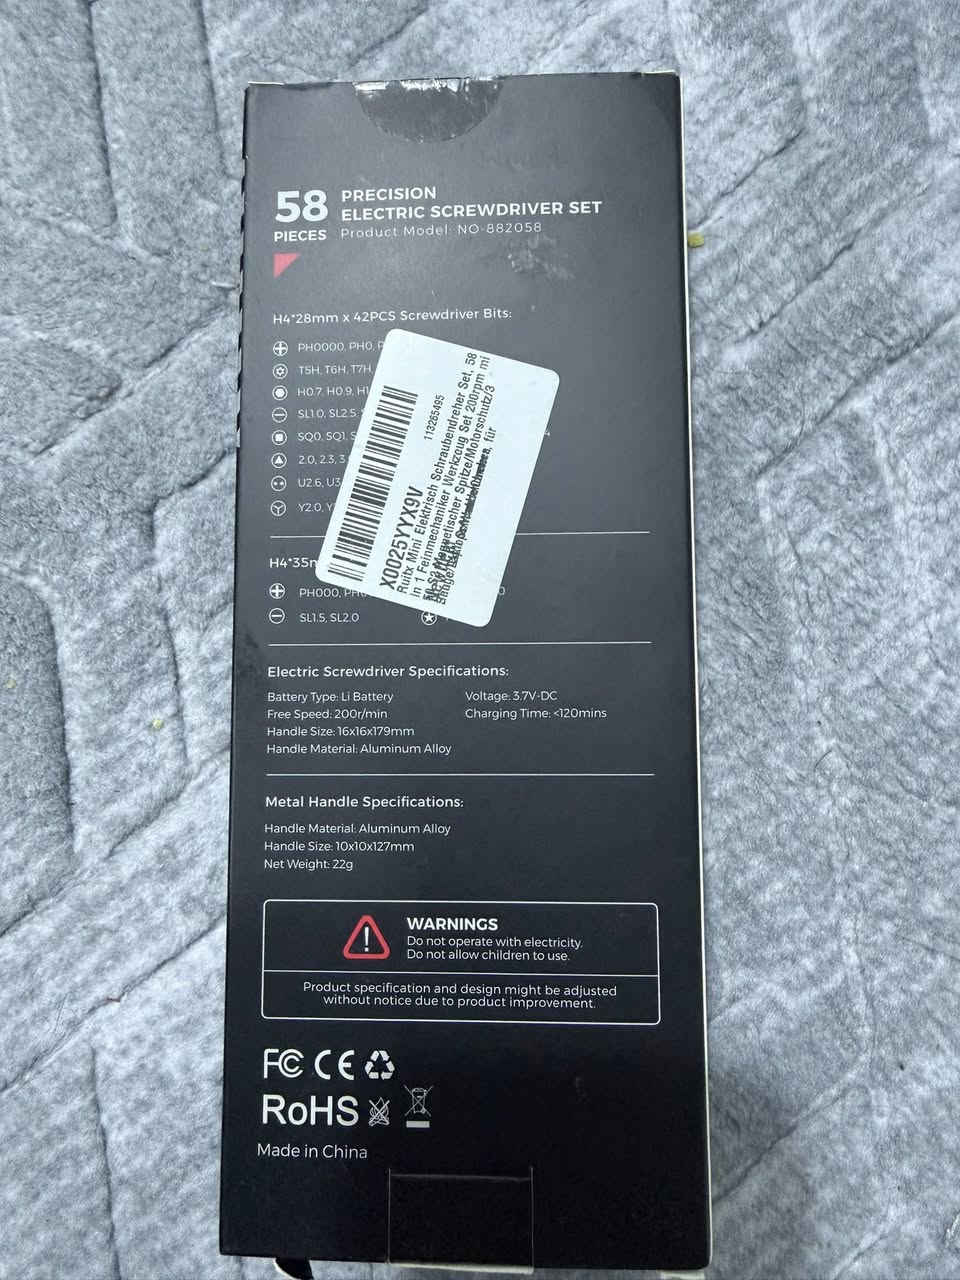 58
PIECES
PRECISION
ELECTRIC SCREWDRIVER SET
Product Model: NO-882058
H4*28mm x 42PCS Screwdriver Bits:
PH0000, PH0,
T5H, T6H, T7H,
H0.7, H0.9,
SL1.0, SL2.5
SQ0, SQ1,
2.0, 2.3, 3
U2.6, U3
Y2.0,
113265495
X0025YYX9V
Ruitx Mini Elektrisch Schraubendreher Set, 58
in 1 Feinmechaniker Werkzeug Set 200rpm mi
PH000,
SL1.5, SL2.0
Electric Screwdriver Specifications:
Battery Type: Li Battery
Voltage: 3.7V-DC
Free Speed: 200r/min
Charging Time: <120mins
Handle Size: 16x16x179mm
Handle Material: Aluminum Alloy
Metal Handle Specifications:
Handle Material: Aluminum Alloy
Handle Size: 10x10x127mm
Net Weight: 22g
WARNINGS
Do not operate with electricity.
Do not allow children to use.
Product specification and design might be adjusted
without notice due to product improvement.
FC CE
RoHS
Made in China